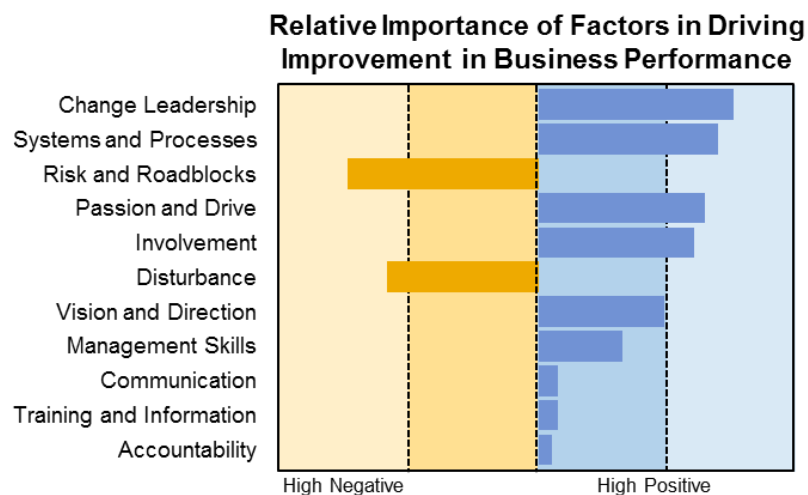 Relative Importance of Factors in Driving
Improvement in Business Performance
Change Leadership
Systems and Processes
Risk and Roadblocks
Passion and Drive
Involvement
Disturbance
Vision and Direction
Management Skills
Communication
Training and Information
Accountability
High Negative
High Positive